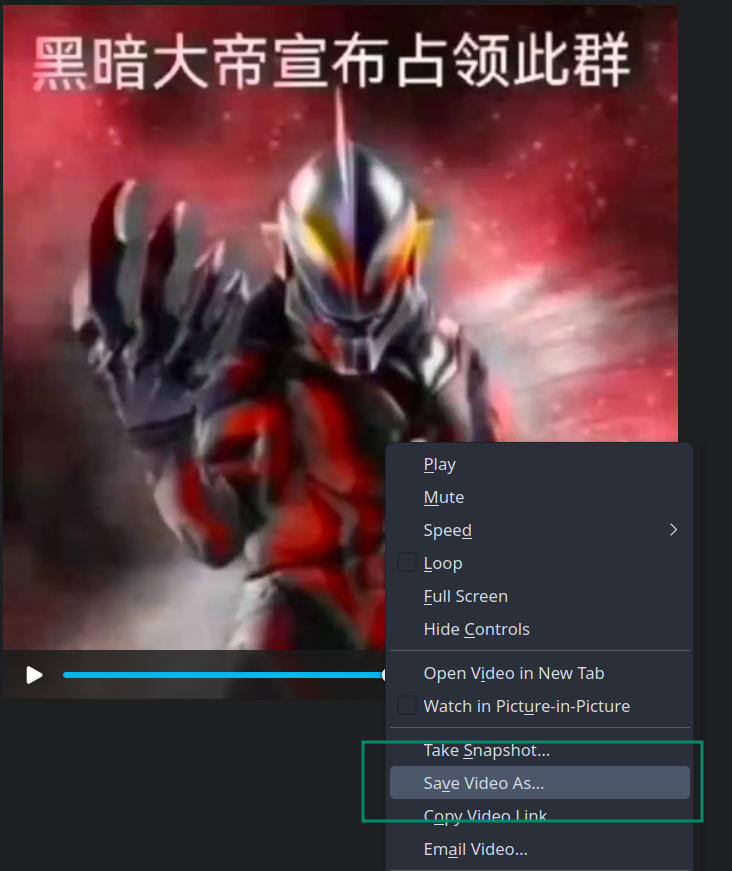 黑暗大帝宣布占领此群
Play
Mute
Speed
Loop
Full Screen
Hide Controls
Open Video in New Tab
Watch in Picture-in-Picture
Take Snapshot...
Save Video As...
Copy Video Link
Email Video...